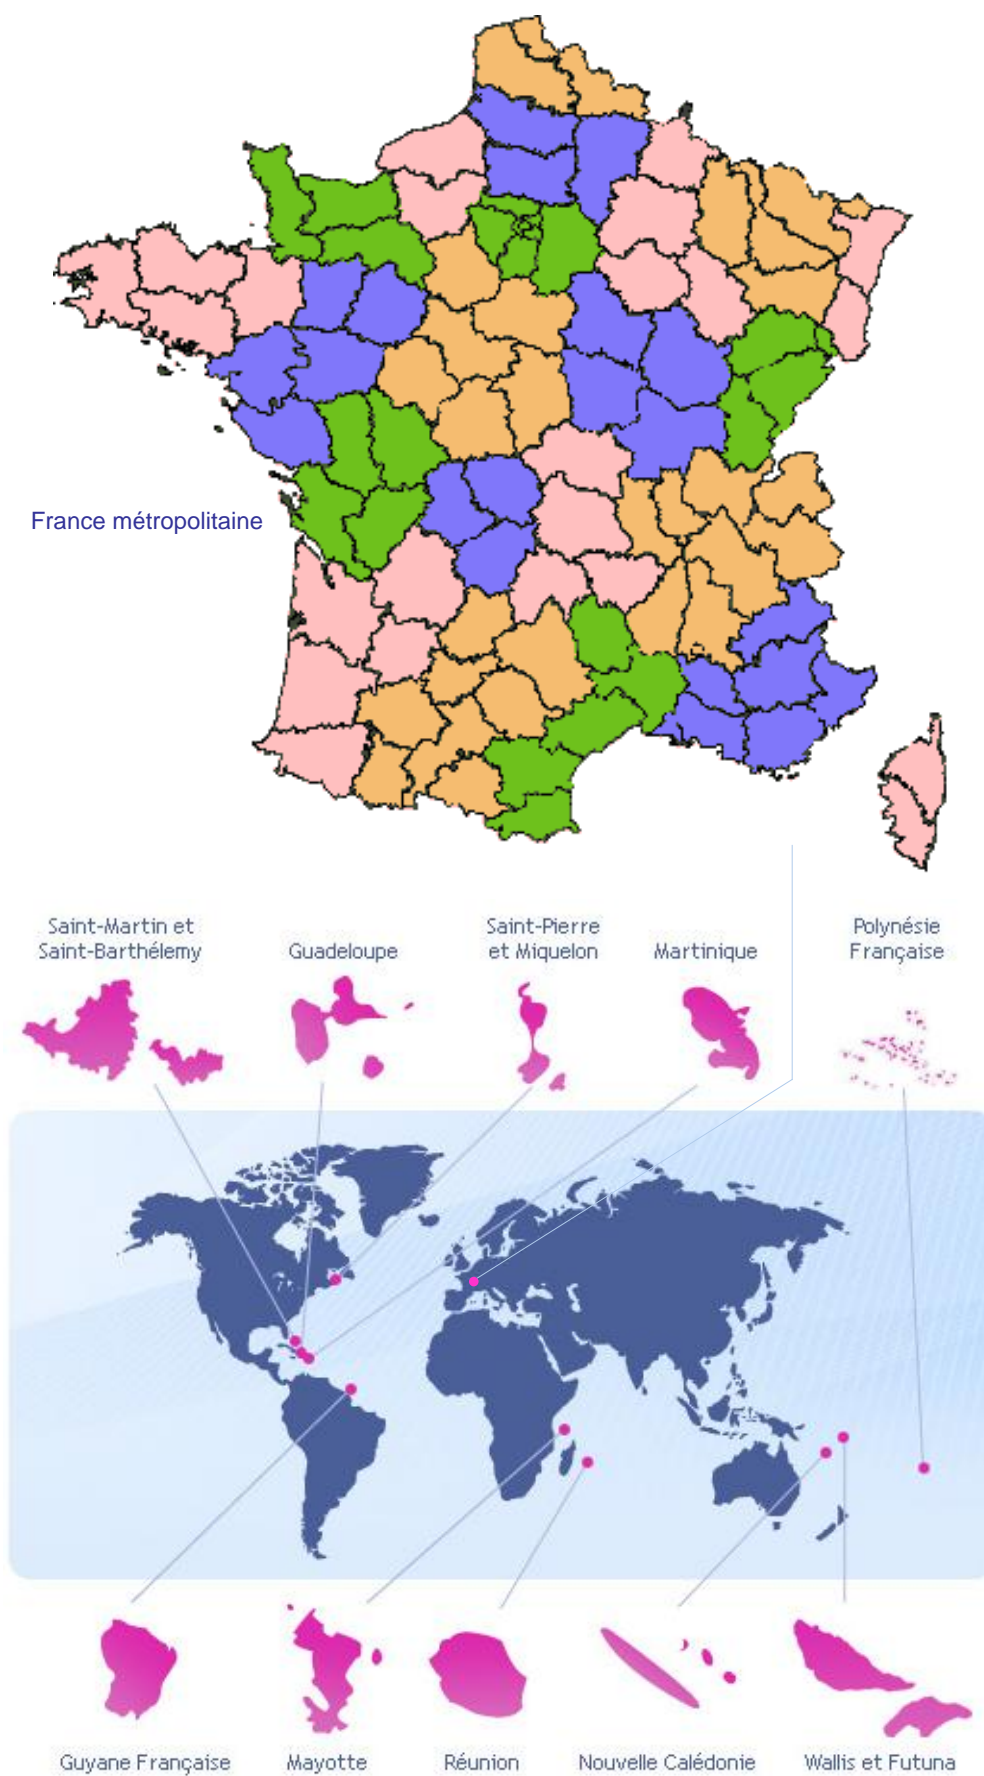 France métropolitaine
Saint-Martin et
Saint-Barthélemy
Guadeloupe
Saint-Pierre
et Miquelon
Martinique
Polynésie
Française
Guyane Française
Mayotte
Réunion
Nouvelle Calédonie
Wallis et Futuna